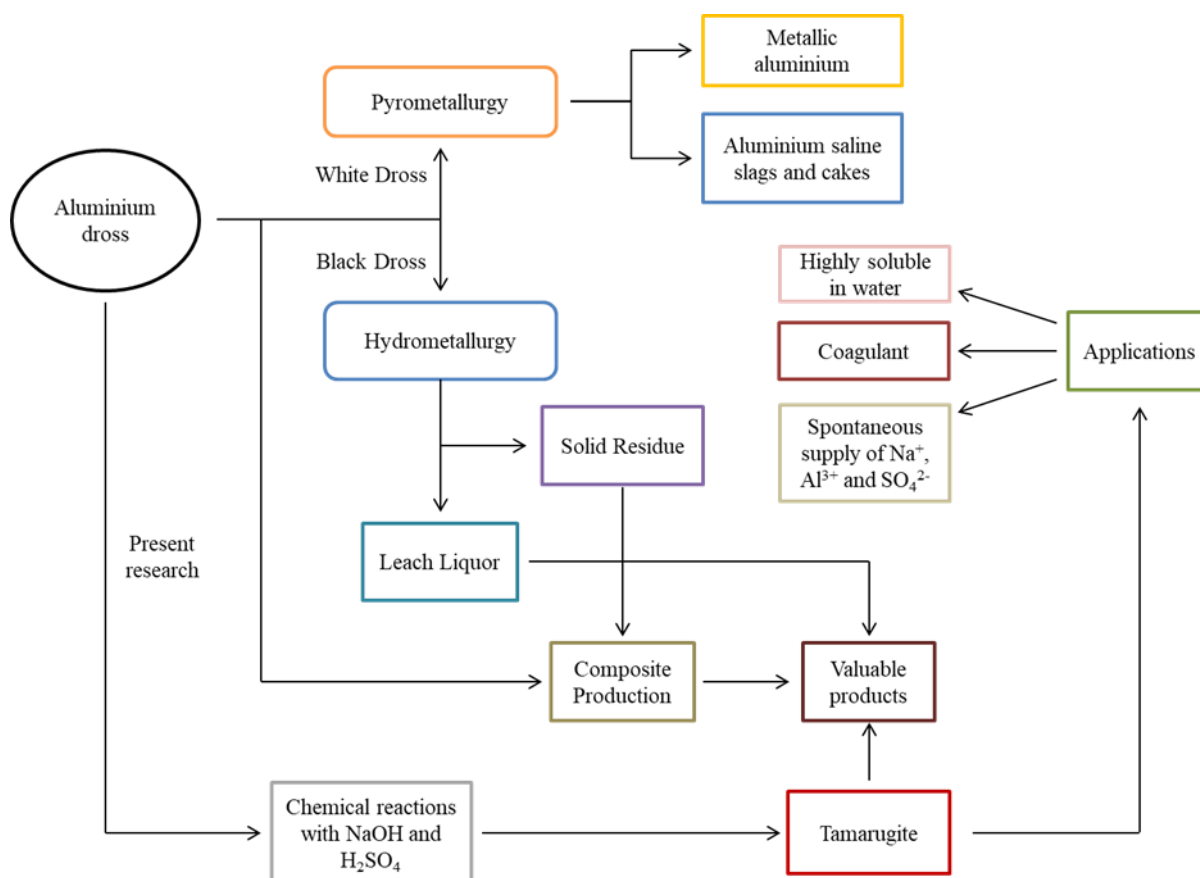 Metallic
aluminium
Pyrometallurgy
Aluminium saline
slags and cakes
White Dross
Aluminium
dross
Black Dross
Highly soluble
in water
Hydrometallurgy
Coagulant
Applications
Spontaneous
supply of Na⁺,
Al³⁺ and SO₄²⁻
Solid Residue
Present
research
Leach Liquor
Composite
Production
Valuable
products
Chemical reactions
with NaOH and
H₂SO₄
Tamarugite